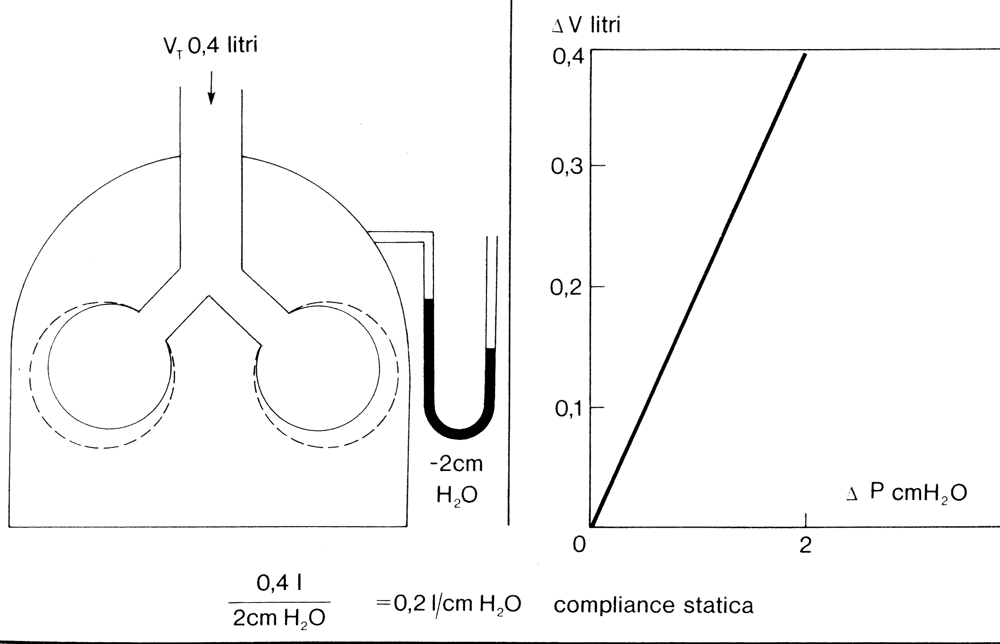 V_T 0,4 litri
-2cm
H₂O
Δ V litri
0,4
0,3
0,2
0,1
Δ P cmH₂O
0
2
0,4 l
2cm H₂O
=0,2 l/cm H₂O
compliance statica